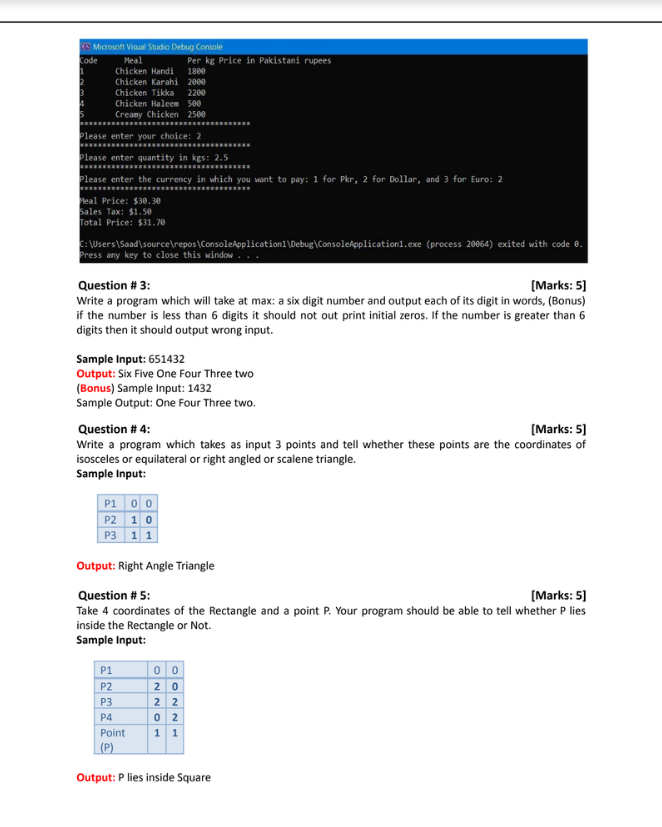 Microsoft Visual Studio Debug Console
Code Meal Per kg Price in Pakistani rupees
1 Chicken Handi 1800
2 Chicken Karahi 2000
3 Chicken Tikka 2200
4 Chicken Haleem 500
5 Creamy Chicken 2500
***************************************
Please enter your choice: 2
***************************************
Please enter quantity in kgs: 2.5
***************************************
Please enter the currency in which you want to pay: 1 for Pkr, 2 for Dollar, and 3 for Euro: 2
***************************************
Meal Price: $30.30
Sales Tax: $1.50
Total Price: $31.70
C:\Users\Saad\source\repos\ConsoleApplication1\Debug\ConsoleApplication1.exe (process 20064) exited with code 0.
Press any key to close this window . . .
Question # 3: [Marks: 5]
Write a program which will take at max: a six digit number and output each of its digit in words, (Bonus)
if the number is less than 6 digits it should not out print initial zeros. If the number is greater than 6
digits then it should output wrong input.
Sample Input: 651432
Output: Six Five One Four Three two
(Bonus) Sample Input: 1432
Sample Output: One Four Three two.
Question # 4: [Marks: 5]
Write a program which takes as input 3 points and tell whether these points are the coordinates of
isosceles or equilateral or right angled or scalene triangle.
Sample Input:
P1 0 0
P2 1 0
P3 1 1
Output: Right Angle Triangle
Question # 5: [Marks: 5]
Take 4 coordinates of the Rectangle and a point P. Your program should be able to tell whether P lies
inside the Rectangle or Not.
Sample Input:
P1 0 0
P2 2 0
P3 2 2
P4 0 2
Point 1 1
(P)
Output: P lies inside Square